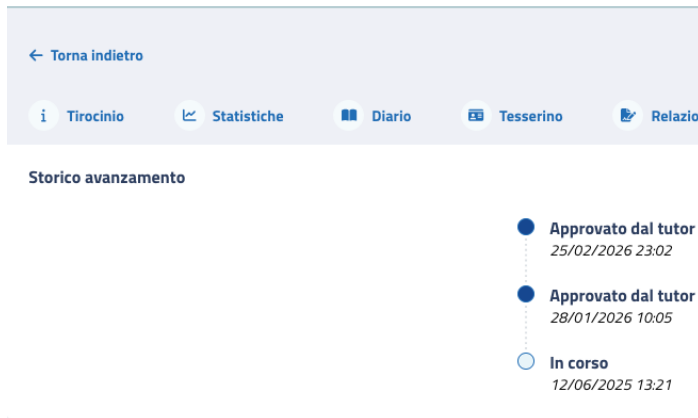 ← Torna indietro
i Tirocinio Statistiche Diario Tesserino Relazio
Storico avanzamento
Approvato dal tutor
25/02/2026 23:02
Approvato dal tutor
28/01/2026 10:05
In corso
12/06/2025 13:21